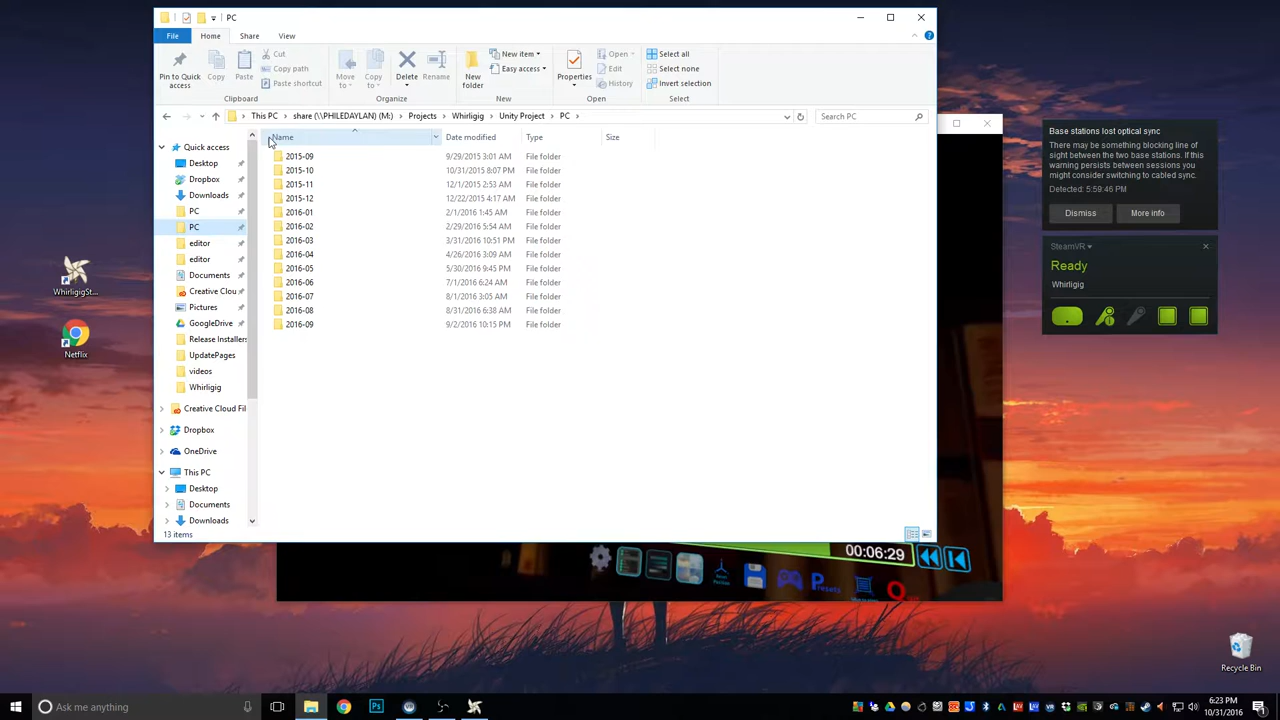 PC
File Home Share View
Pin to Quick access
Copy
Paste
Cut
Copy path
Paste shortcut
Clipboard
Move to
Copy to
Delete
Rename
Organize
New folder
New item
Easy access
New
Properties
Open
Edit
History
Open
Select all
Select none
Invert selection
Select
This PC > share (\\PHILEDAYLAN) (M:) > Projects > Whirligig > Unity Project > PC >
Search PC
Name Date modified Type Size
2015-09 9/29/2015 3:01 AM File folder
2015-10 10/31/2015 8:07 PM File folder
2015-11 12/1/2015 2:53 AM File folder
2015-12 12/22/2015 4:17 AM File folder
2016-01 2/1/2016 1:45 AM File folder
2016-02 2/29/2016 5:54 AM File folder
2016-03 3/31/2016 10:51 PM File folder
2016-04 4/26/2016 3:09 AM File folder
2016-05 5/30/2016 9:45 PM File folder
2016-06 7/1/2016 6:24 AM File folder
2016-07 8/1/2016 3:05 AM File folder
2016-08 8/31/2016 6:38 AM File folder
2016-09 9/2/2016 10:15 PM File folder
Quick access
Desktop
Dropbox
Downloads
PC
PC
editor
editor
Documents
Creative Clou
Pictures
GoogleDrive
Release Installers
UpdatePages
videos
Whirligig
Creative Cloud Fil
Dropbox
OneDrive
This PC
Desktop
Documents
Downloads
13 items
Base stations lost optical sync
There may be something blocking line of
sight between the two base stations. If this
warning persists between sessions you
might consider switching to cabled sync.
Detected: 5:59:46 PM
Dismiss More info
SteamVR
Ready
Whirligig
WhirligigSt...
Netflix
00:06:29
Presets
Recycle Bin
Ask me anything
Ps
6:23 PM
10/31/2016